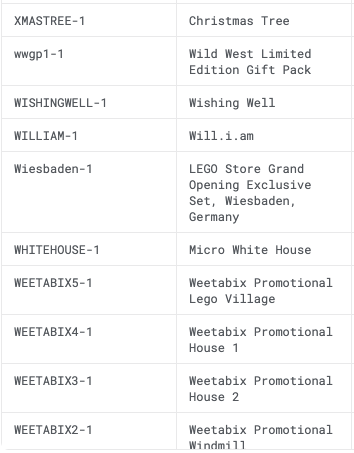 XMASTREE-1 Christmas Tree
wwgp1-1 Wild West Limited
Edition Gift Pack
WISHINGWELL-1 Wishing Well
WILLIAM-1 Will.i.am
Wiesbaden-1 LEGO Store Grand
Opening Exclusive
Set, Wiesbaden,
Germany
WHITEHOUSE-1 Micro White House
WEETABIX5-1 Weetabix Promotional
Lego Village
WEETABIX4-1 Weetabix Promotional
House 1
WEETABIX3-1 Weetabix Promotional
House 2
WEETABIX2-1 Weetabix Promotional
Windmill